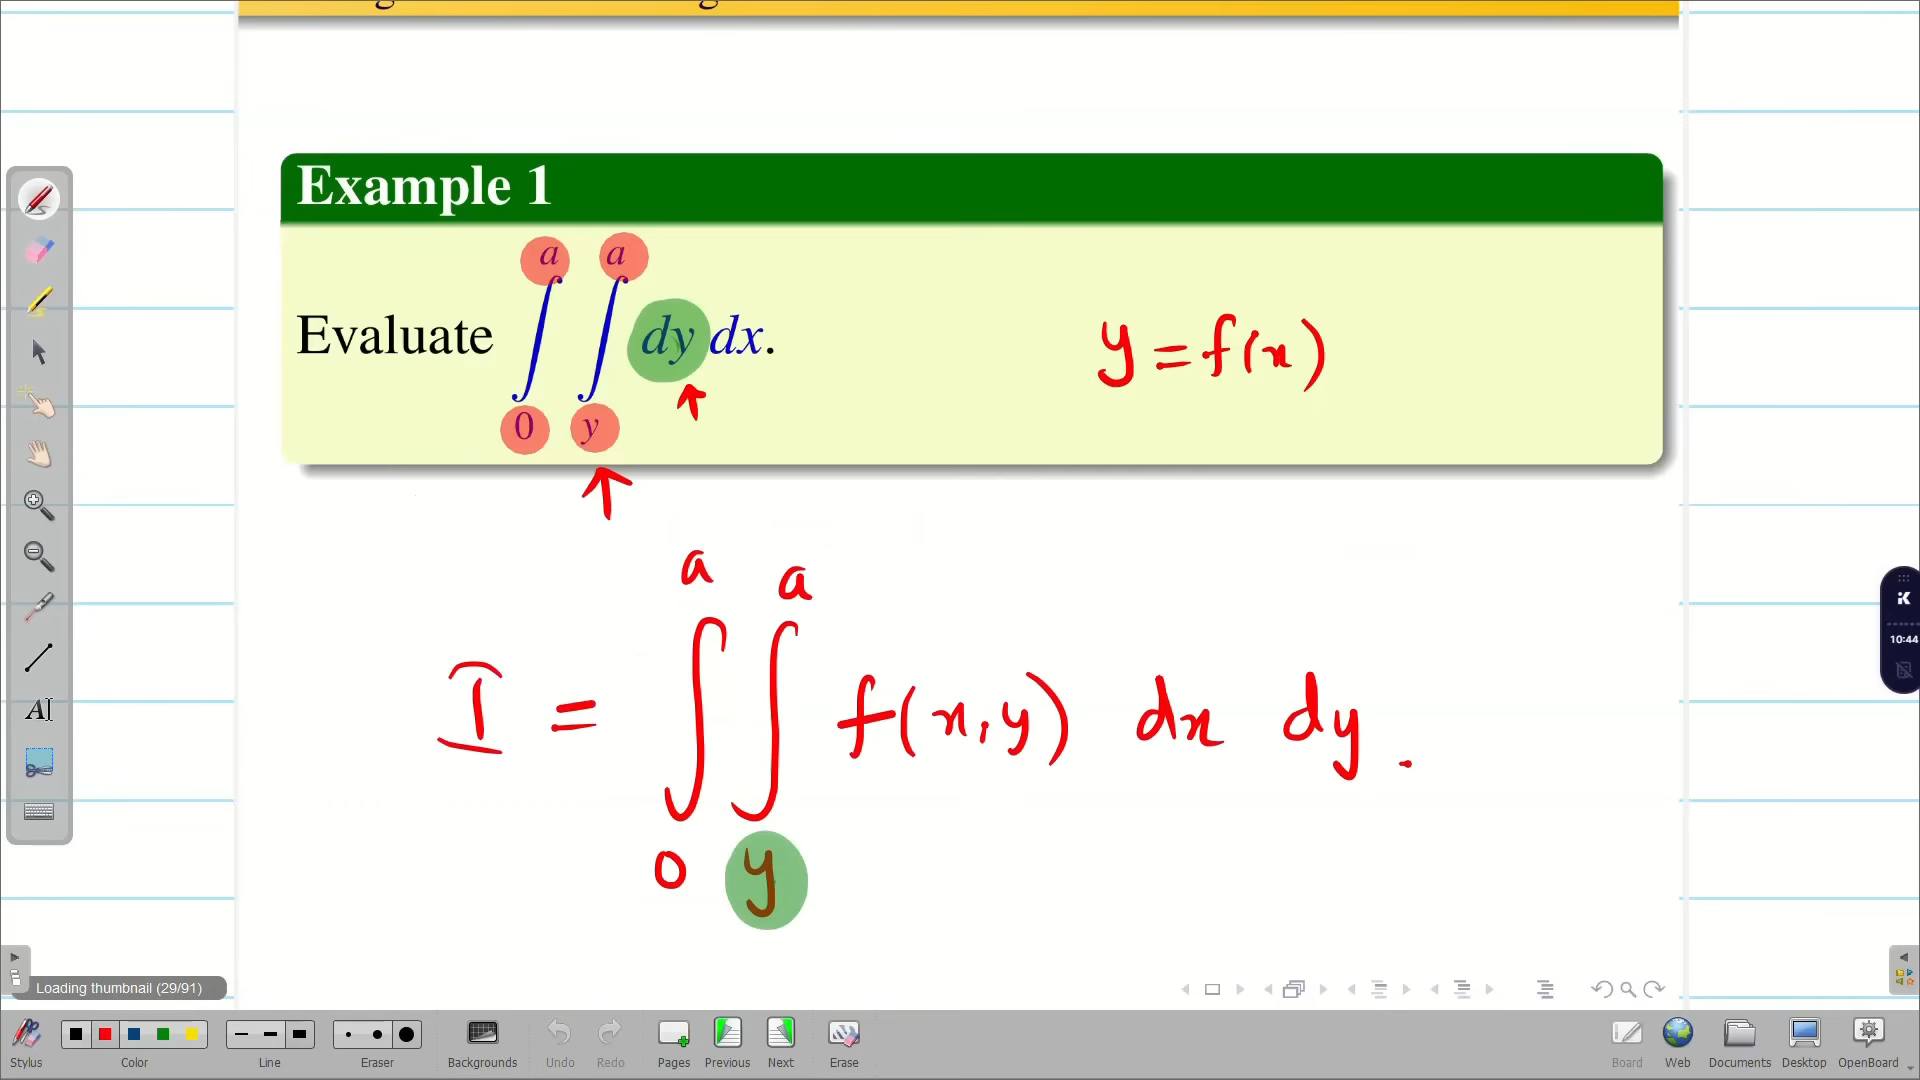 Example 1
Evaluate ∫₀ᵃ ∫ᵧᵃ dy dx.
y = f(x)
I = ∫₀ᵃ ∫ᵧᵃ f(x,y) dx dy.
10:44
Loading thumbnail (29/91)
Stylus Color Line Eraser Backgrounds Undo Redo Pages Previous Next Erase Board Web Documents Desktop OpenBoard